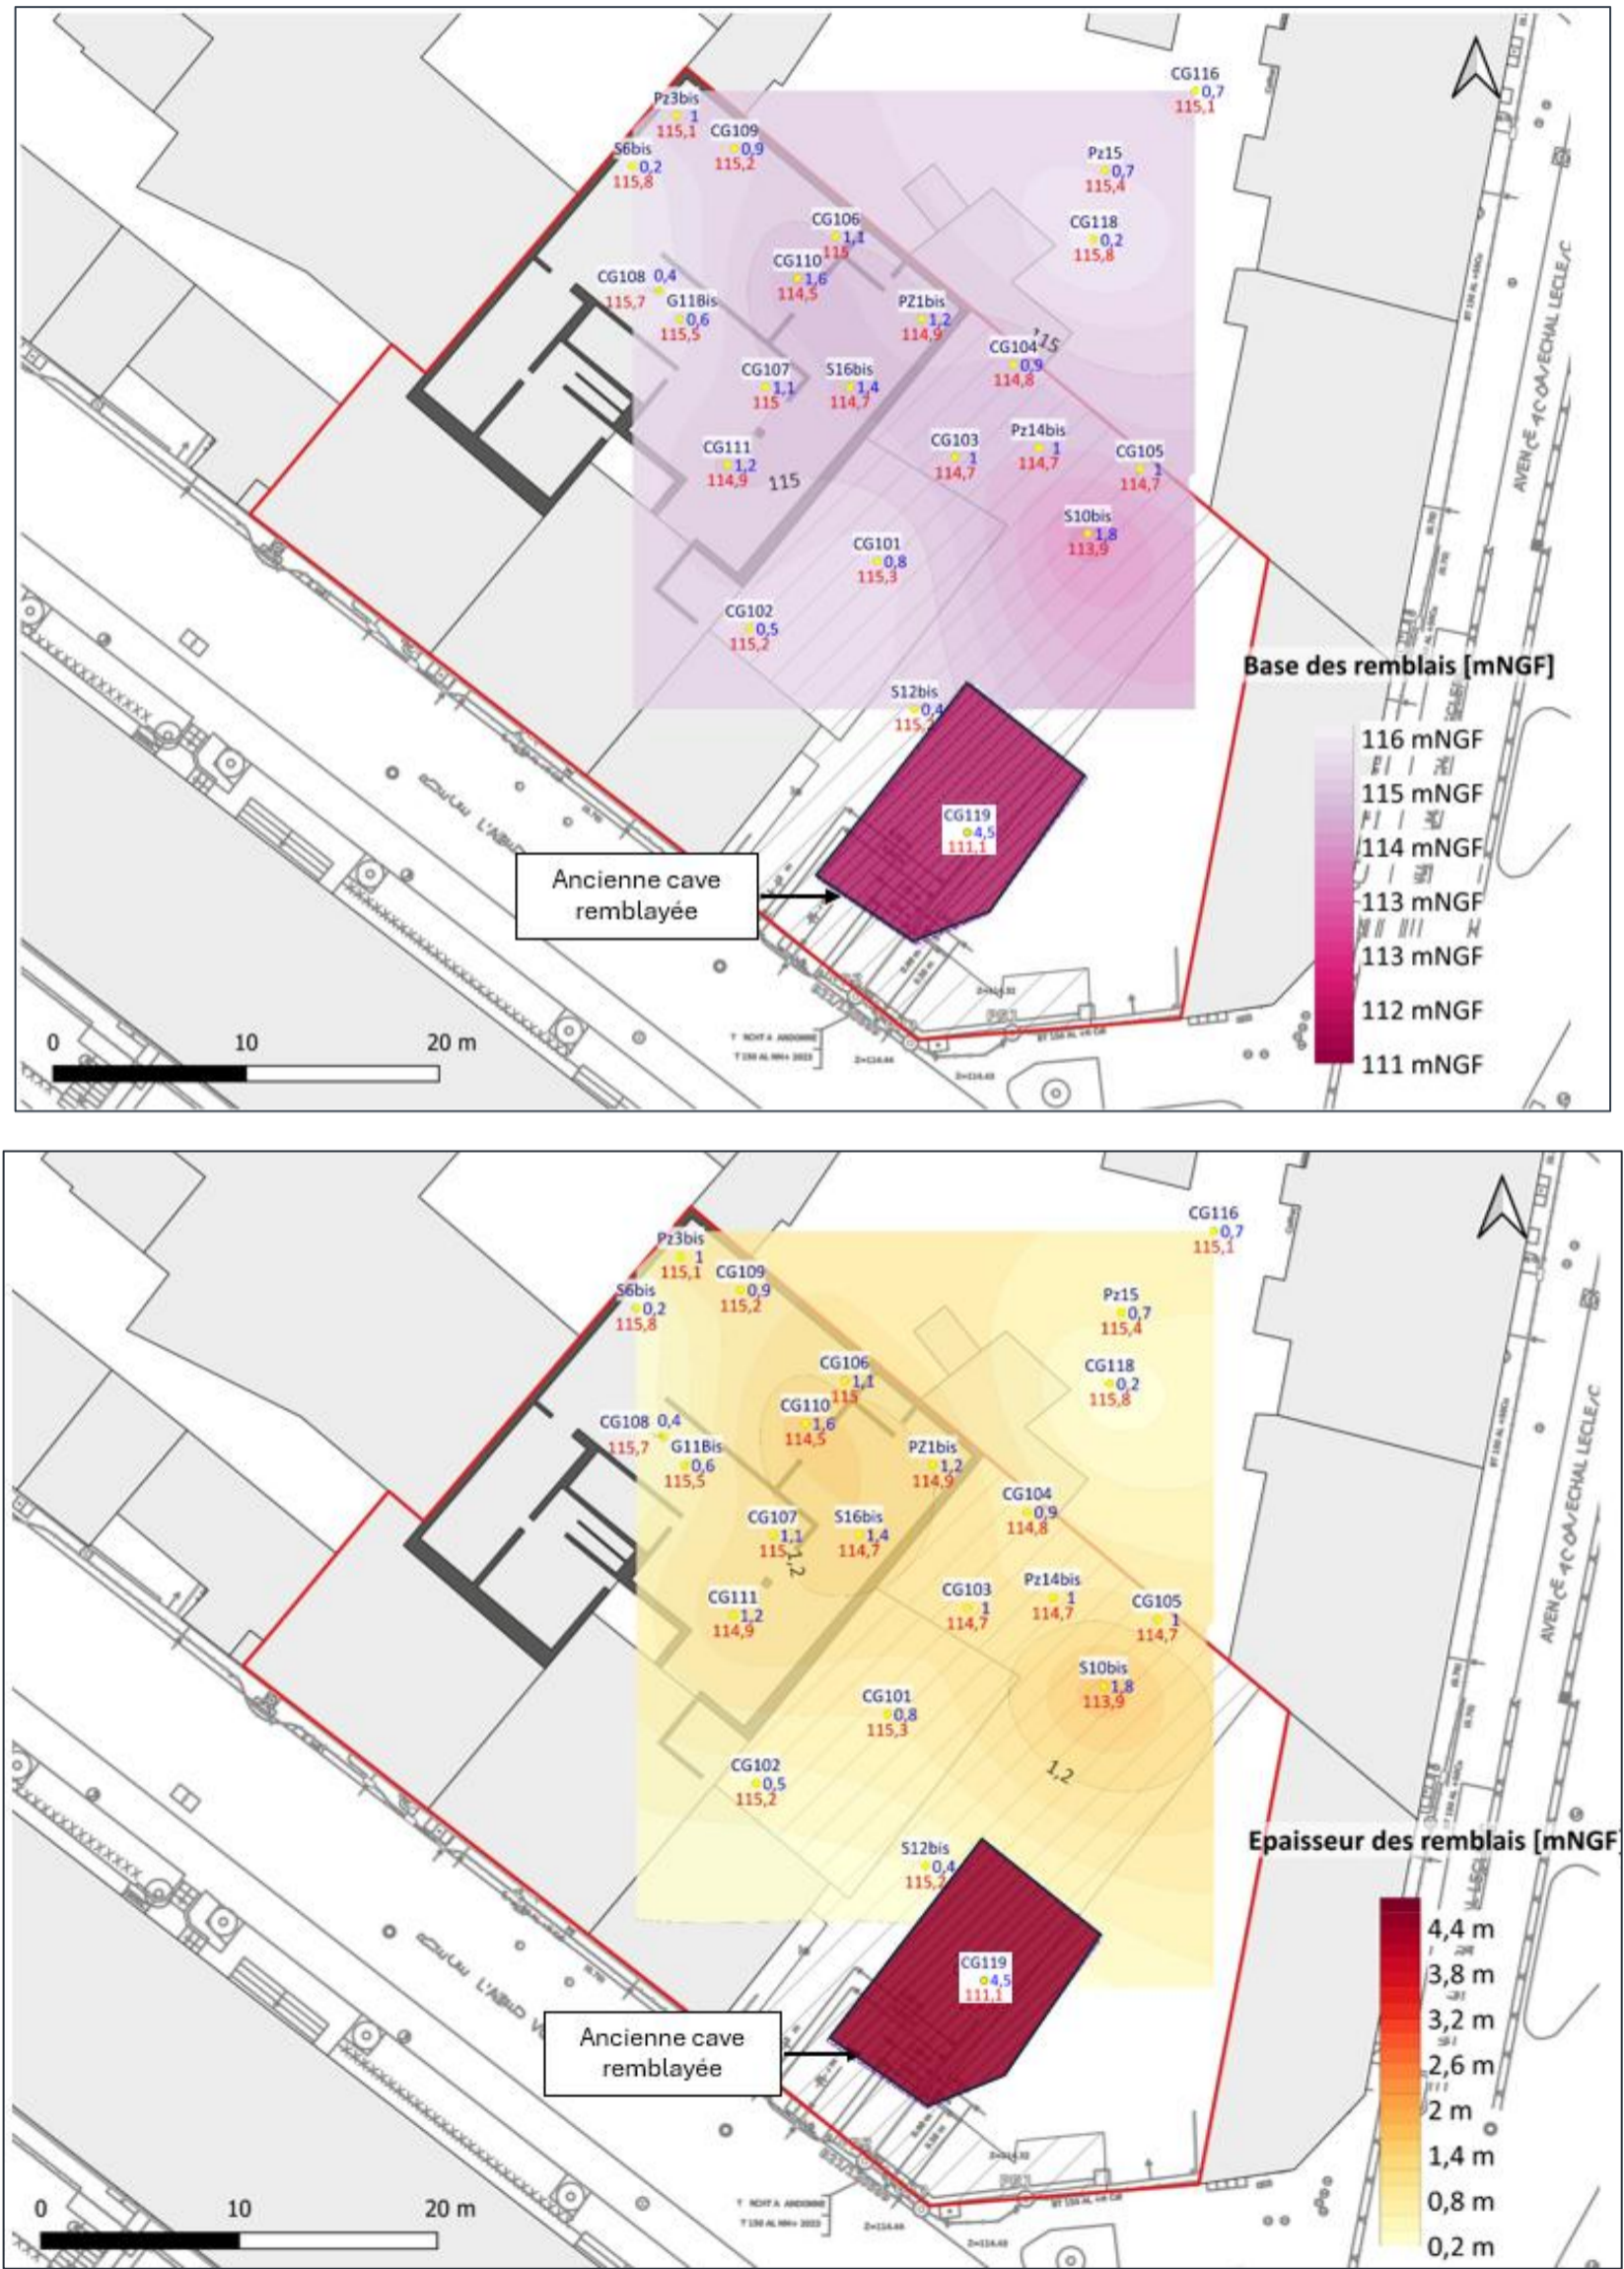 CG116
0,7
115,1
Pz3bis
1
115,1
CG109
0,9
115,2
S6bis
0,2
115,8
Pz15
0,7
115,4
CG106
1,1
115
CG118
0,2
115,8
CG110
1,6
114,5
CG108 0,4
115,7
G11Bis
0,6
115,5
PZ1bis
1,2
114,9
115
CG104
0,9
114,8
CG107
1,1
115
S16bis
1,4
114,7
CG111
1,2
114,9
115
CG103
1
114,7
Pz14bis
1
114,7
CG105
1
114,7
S10bis
1,8
113,9
CG101
0,8
115,3
CG102
0,5
115,2
S12bis
0,4
CG119
4,5
111,1
Ancienne cave
remblayée
Base des remblais [mNGF]
116 mNGF
115 mNGF
114 mNGF
113 mNGF
113 mNGF
112 mNGF
111 mNGF
0 10 20 m
CG116
0,7
115,1
Pz3bis
1
115,1
CG109
0,9
115,2
S6bis
0,2
115,8
Pz15
0,7
115,4
CG106
1,1
115
CG118
0,2
115,8
CG110
1,6
114,5
CG108 0,4
115,7
G11Bis
0,6
115,5
PZ1bis
1,2
114,9
CG104
0,9
114,8
CG107
1,1
115
1,2
S16bis
1,4
114,7
CG111
1,2
114,9
CG103
1
114,7
Pz14bis
1
114,7
CG105
1
114,7
S10bis
1,8
113,9
CG101
0,8
115,3
1,2
CG102
0,5
115,2
S12bis
0,4
115,2
CG119
4,5
111,1
Ancienne cave
remblayée
Epaisseur des remblais [mNGF]
4,4 m
3,8 m
3,2 m
2,6 m
2 m
1,4 m
0,8 m
0,2 m
0 10 20 m